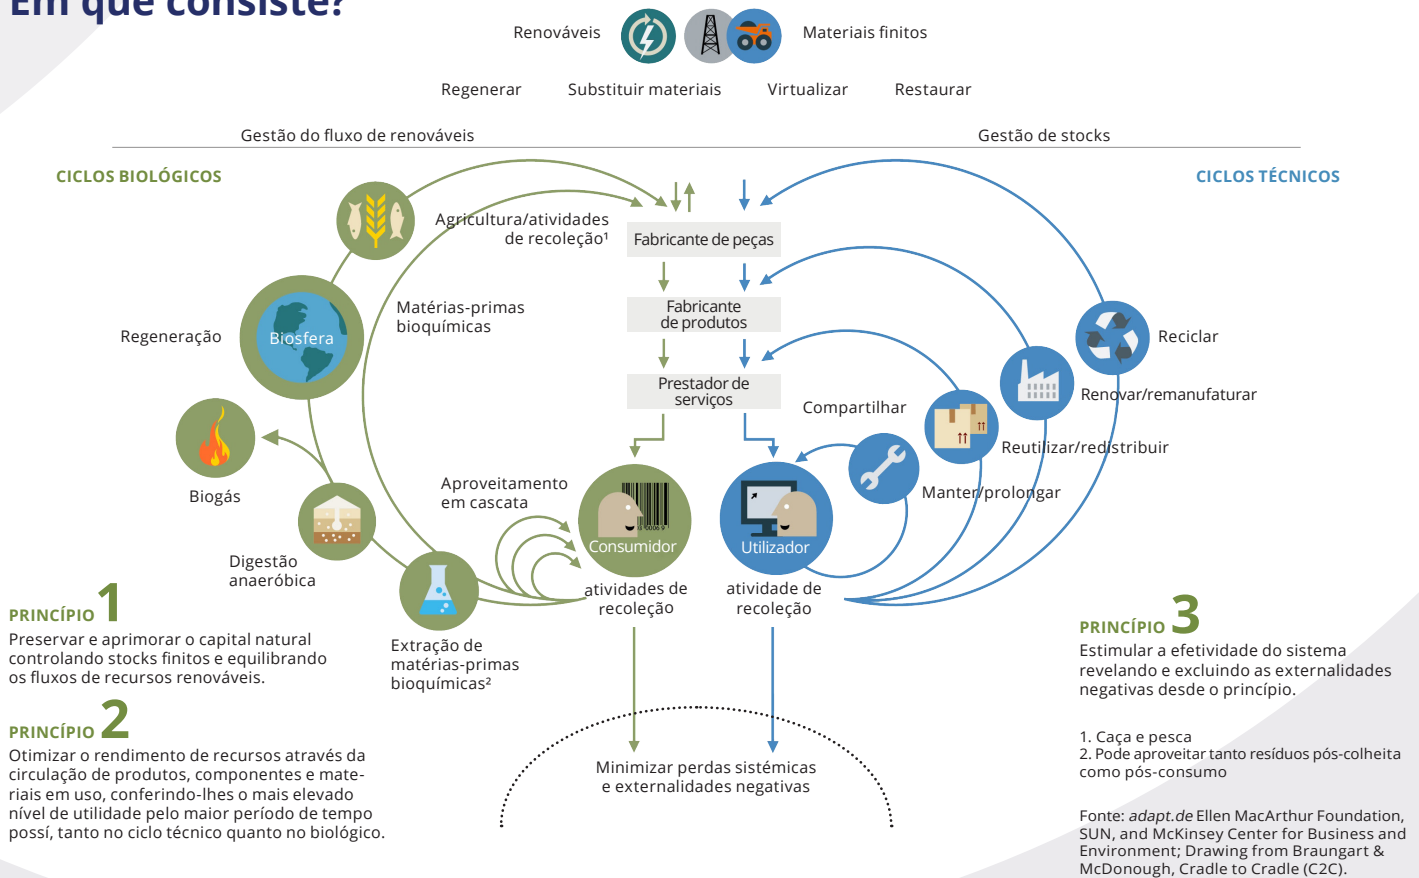 Em que consiste?
Renováveis
Materiais finitos
Regenerar
Substituir materiais
Virtualizar
Restaurar
Gestão do fluxo de renováveis
Gestão de stocks
CICLOS BIOLÓGICOS
CICLOS TÉCNICOS
Agricultura/atividades
de recoleção¹
Fabricante de peças
Matérias-primas
bioquímicas
Fabricante
de produtos
Regeneração
Biosfera
Reciclar
Prestador de
serviços
Renovar/remanufaturar
Compartilhar
Reutilizar/redistribuir
Biogás
Aproveitamento
em cascata
Manter/prolongar
Consumidor
Utilizador
Digestão
anaeróbica
atividades de
recoleção
atividade de
recoleção
Extração de
matérias-primas
bioquímicas²
PRINCÍPIO 1
Preservar e aprimorar o capital natural
controlando stocks finitos e equilibrando
os fluxos de recursos renováveis.
PRINCÍPIO 2
Otimizar o rendimento de recursos através da
circulação de produtos, componentes e mate-
riais em uso, conferindo-lhes o mais elevado
nível de utilidade pelo maior período de tempo
possí, tanto no ciclo técnico quanto no biológico.
Minimizar perdas sistémicas
e externalidades negativas
PRINCÍPIO 3
Estimular a efetividade do sistema
revelando e excluindo as externalidades
negativas desde o princípio.
1. Caça e pesca
2. Pode aproveitar tanto resíduos pós-colheita
como pós-consumo
Fonte: adapt.de Ellen MacArthur Foundation,
SUN, and McKinsey Center for Business and
Environment; Drawing from Braungart &
McDonough, Cradle to Cradle (C2C).